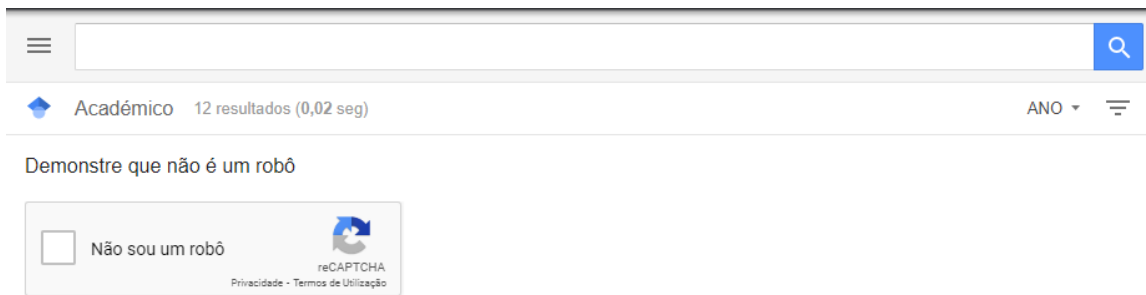 Académico 12 resultados (0,02 seg) ANO
Demonstre que não é um robô
Não sou um robô
reCAPTCHA
Privacidade - Termos de Utilização